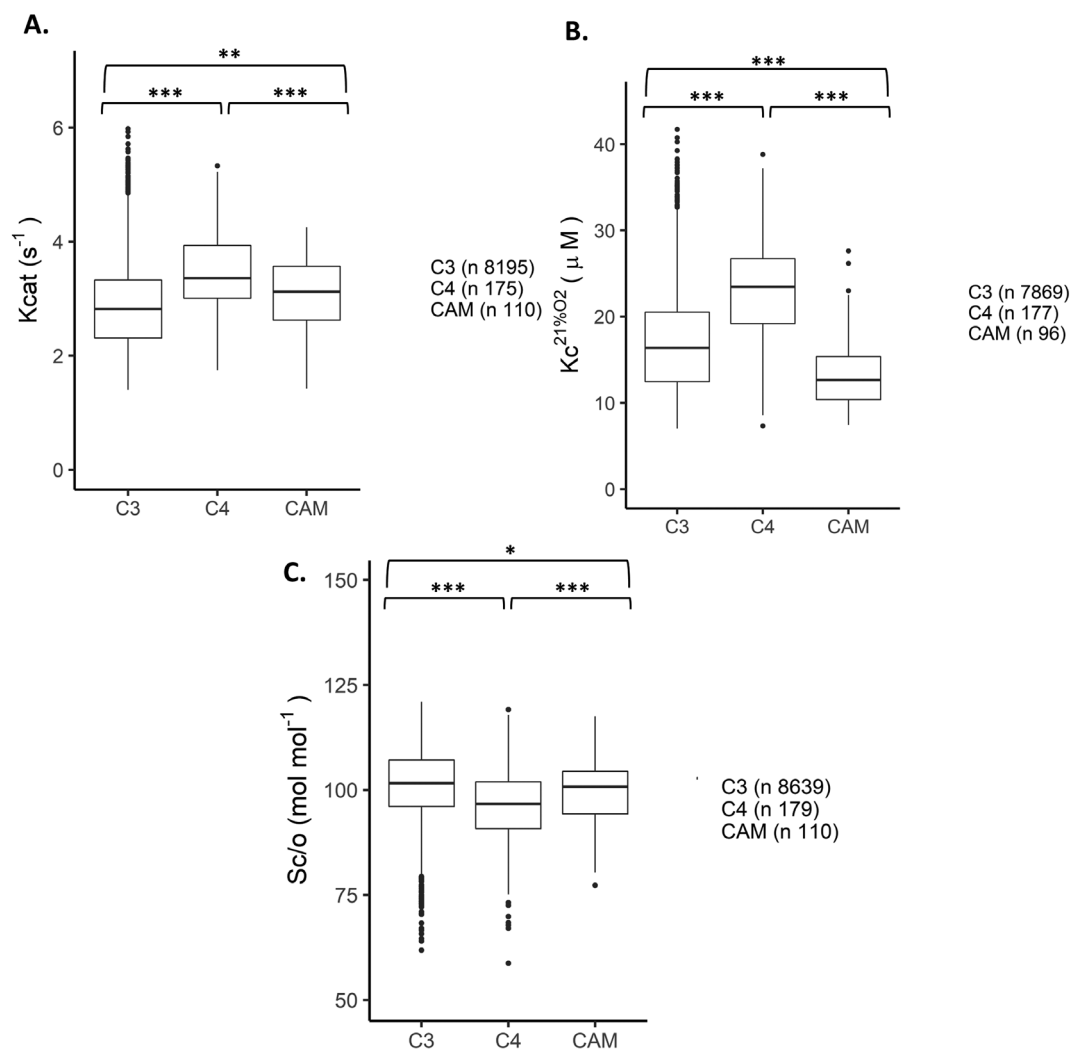 A.
**
***
***
Kcat (s-1 )
6
4
2
0
C3
C4
CAM
C3 (n 8195)
C4 (n 175)
CAM (n 110)
B.
***
***
***
Kc21%O2 ( μ M )
40
30
20
10
0
C3
C4
CAM
C3 (n 7869)
C4 (n 177)
CAM (n 96)
C.
*
***
***
Sc/o (mol mol-1 )
150
125
100
75
50
C3
C4
CAM
C3 (n 8639)
C4 (n 179)
CAM (n 110)